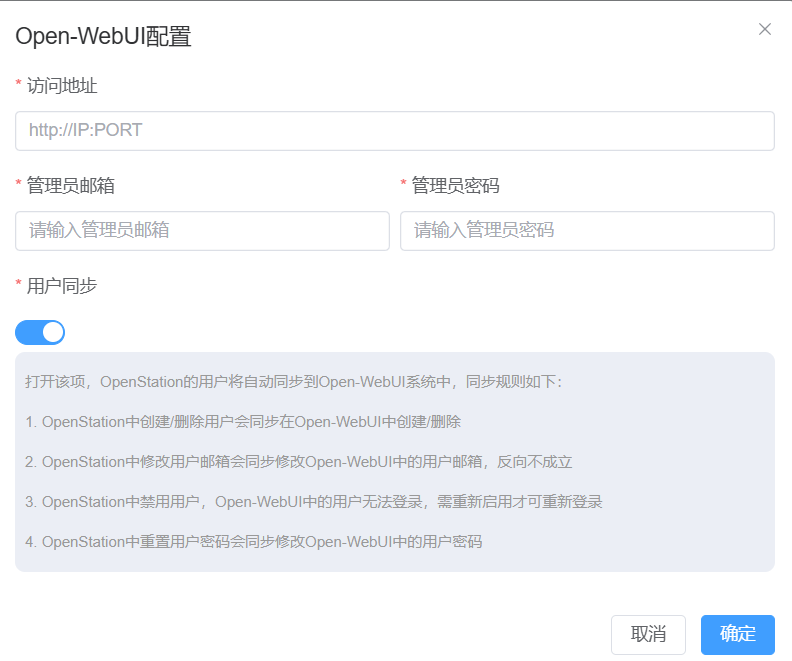 Open-WebUI配置
* 访问地址
http://IP:PORT
* 管理员邮箱 * 管理员密码
请输入管理员邮箱 请输入管理员密码
* 用户同步
打开该项，OpenStation的用户将自动同步到Open-WebUI系统中，同步规则如下：
1. OpenStation中创建/删除用户会同步在Open-WebUI中创建/删除
2. OpenStation中修改用户邮箱会同步修改Open-WebUI中的用户邮箱，反向不成立
3. OpenStation中禁用用户，Open-WebUI中的用户无法登录，需重新启用才可重新登录
4. OpenStation中重置用户密码会同步修改Open-WebUI中的用户密码
取消 确定